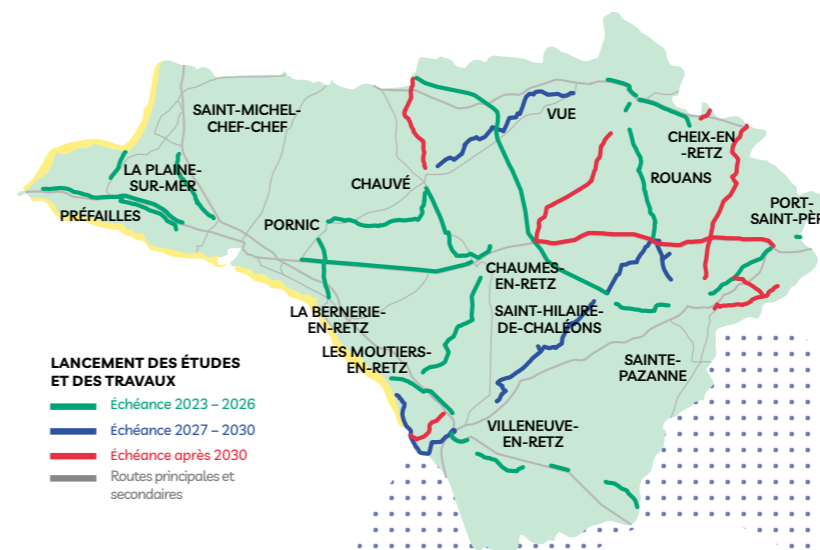 SAINT-MICHEL-
CHEF-CHEF
VUE
CHEIX-EN
-RETZ
LA PLAINE-
SUR-MER
CHAUVÉ
ROUANS
PRÉFAILLES
PORNIC
PORT-
SAINT-PÈR
CHAUMES-
EN-RETZ
LA BERNERIE-
EN-RETZ
SAINT-HILAIRE-
DE-CHALÉONS
LES MOUTIERS-
EN-RETZ
SAINTE-
PAZANNE
VILLENEUVE-
EN-RETZ
LANCEMENT DES ÉTUDES
ET DES TRAVAUX
Échéance 2023 – 2026
Échéance 2027 – 2030
Échéance après 2030
Routes principales et
secondaires